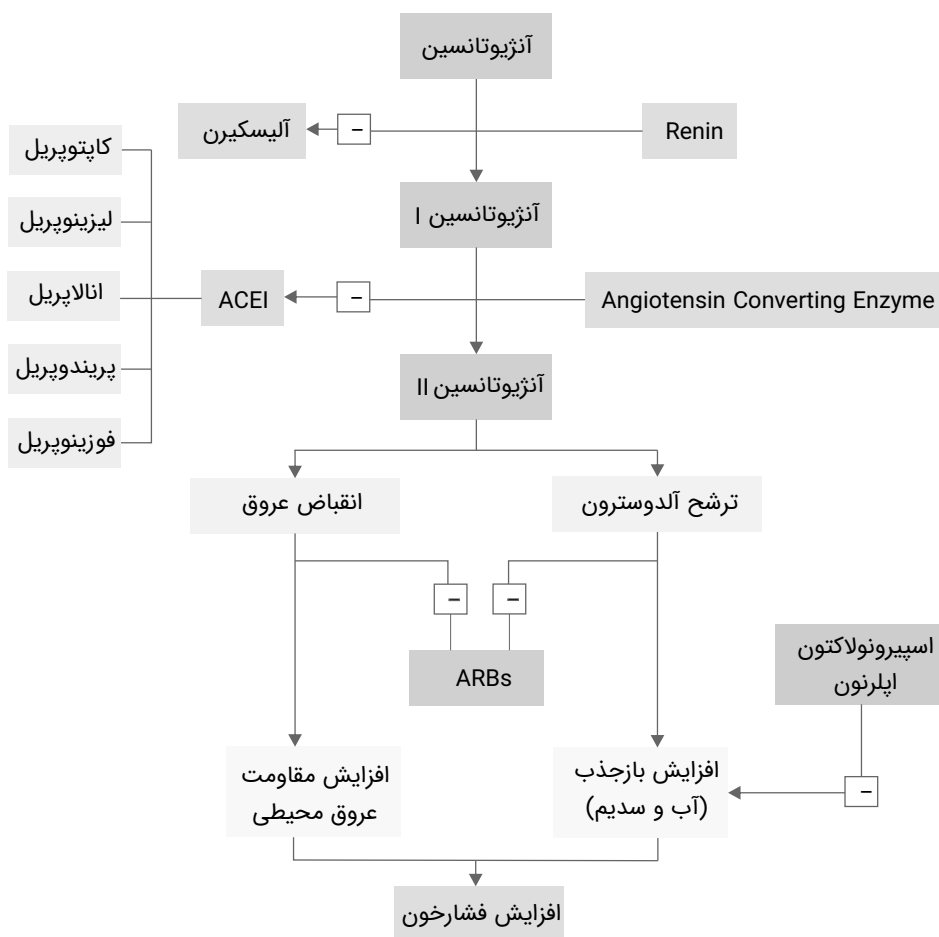 آنژیوتانسین
آلیسکیرن
–
Renin
کاپتوپریل
لیزینوپریل
انالاپریل
پریندوپریل
فوزینوپریل
آنژیوتانسین I
ACEI
–
Angiotensin Converting Enzyme
آنژیوتانسین II
انقباض عروق
ترشح آلدوسترون
–
–
ARBs
اسپیرونولاکتون
اپلرنون
–
افزایش مقاومت
عروق محیطی
افزایش بازجذب
(آب و سدیم)
افزایش فشارخون